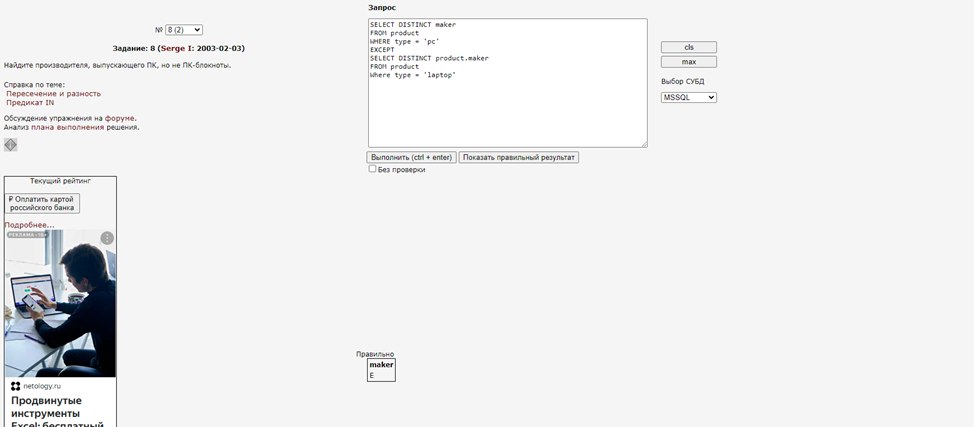 № 8 (2)
Задание: 8 (Serge I: 2003-02-03)
Найдите производителя, выпускающего ПК, но не ПК-блокноты.
Справка по теме:
Пересечение и разность
Предикат IN
Обсуждение упражнения на форуме.
Анализ плана выполнения решения.
Текущий рейтинг
₽ Оплатить картой
российского банка
Подробнее...
netology.ru
Продвинутые
инструменты
Excel: бесплатный
Запрос
SELECT DISTINCT maker
FROM product
WHERE type = 'pc'
EXCEPT
SELECT DISTINCT product.maker
FROM product
Where type = 'laptop'
Выполнить (ctrl + enter) Показать правильный результат
Без проверки
cls
max
Выбор СУБД
MSSQL
Правильно
maker
E